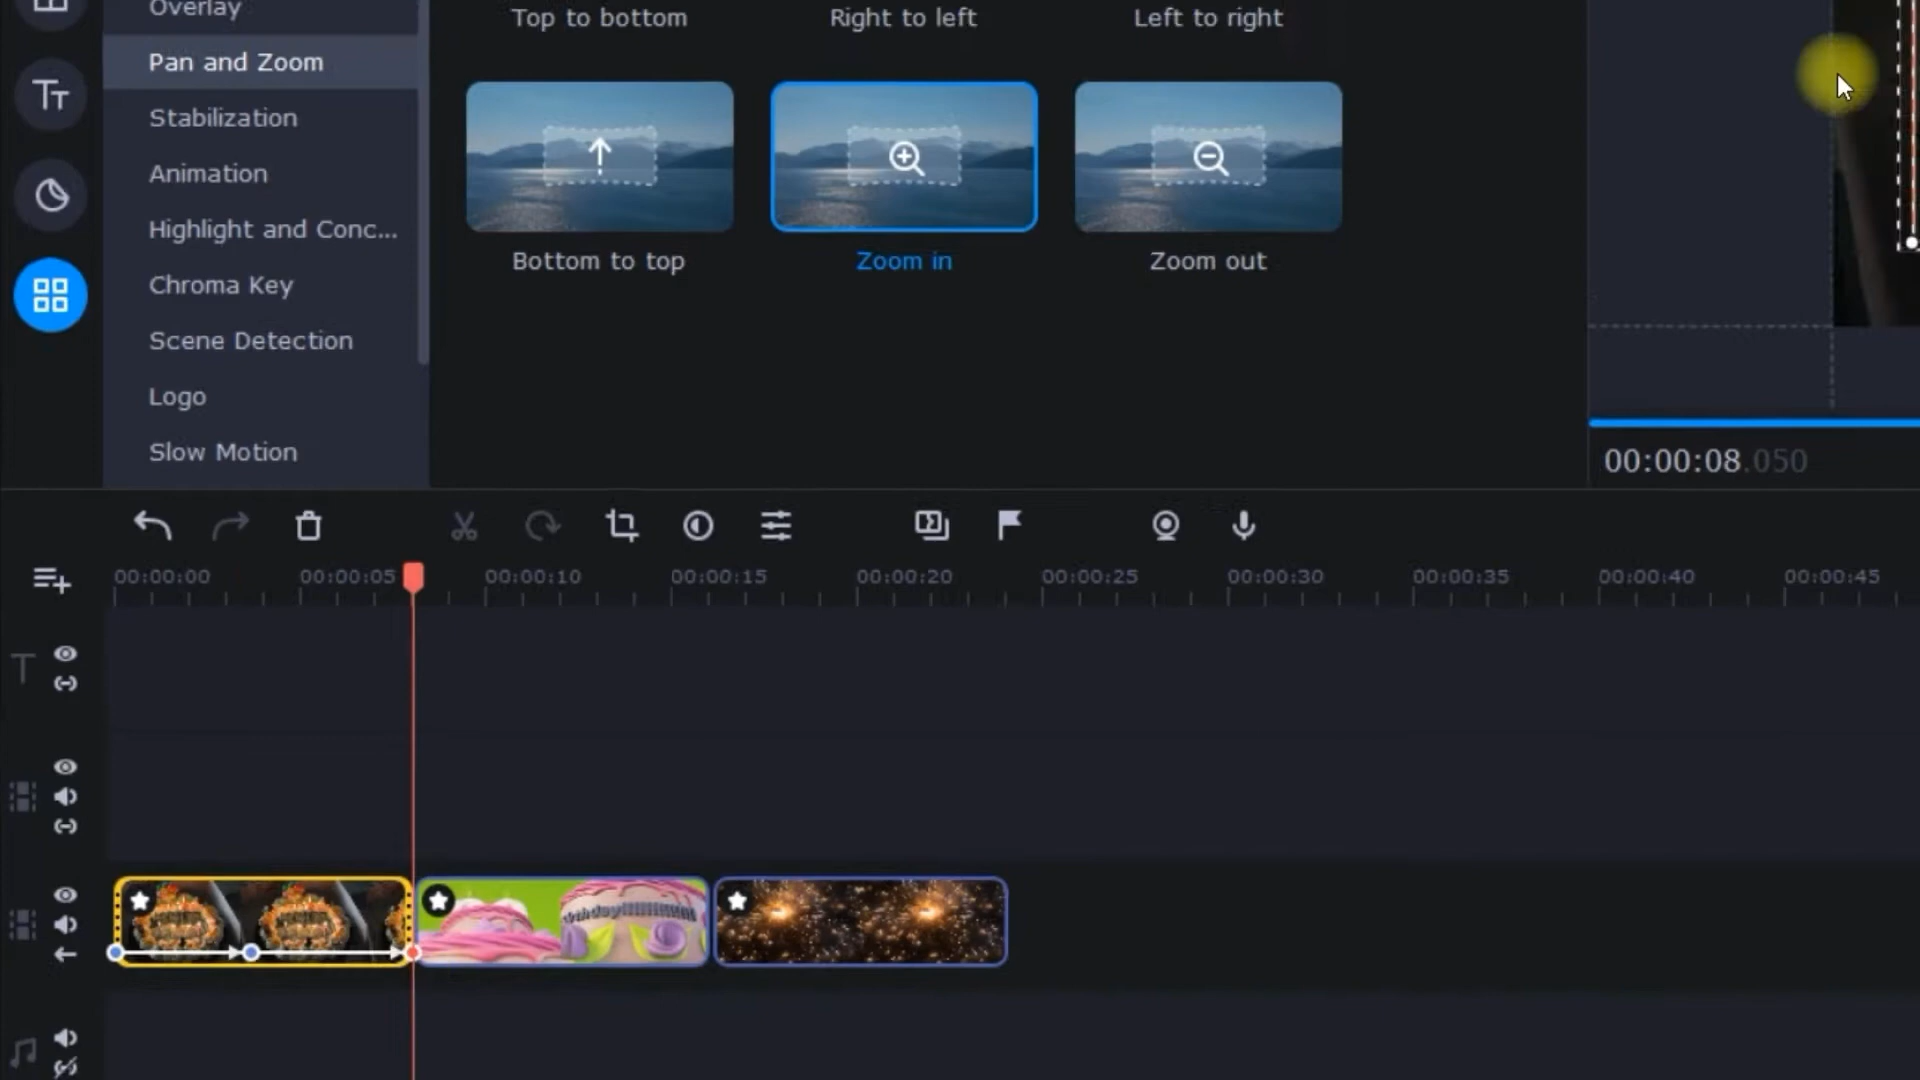 Overlay
Pan and Zoom
Stabilization
Animation
Highlight and Conc...
Chroma Key
Scene Detection
Logo
Slow Motion
Top to bottom
Right to left
Left to right
Bottom to top
Zoom in
Zoom out
00:00:08.050
00:00:00
00:00:05
00:00:10
00:00:15
00:00:20
00:00:25
00:00:30
00:00:35
00:00:40
00:00:45